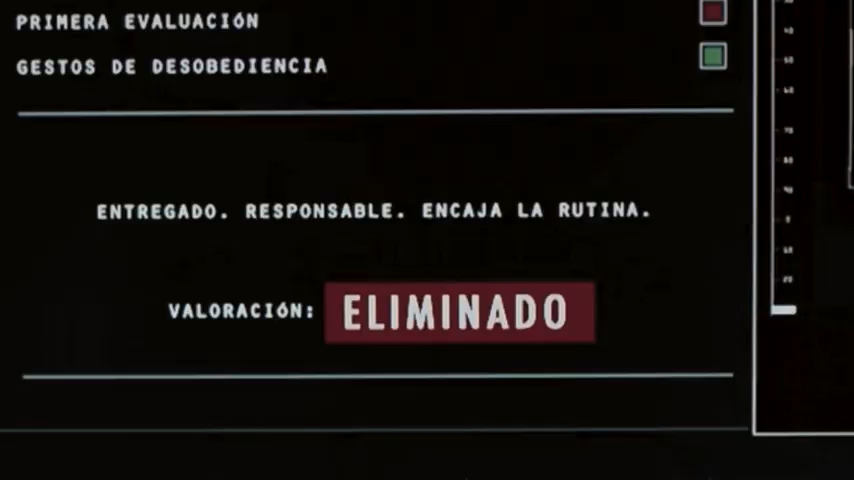 PRIMERA EVALUACIÓN
GESTOS DE DESOBEDIENCIA
ENTREGADO. RESPONSABLE. ENCAJA LA RUTINA.
VALORACIÓN: ELIMINADO